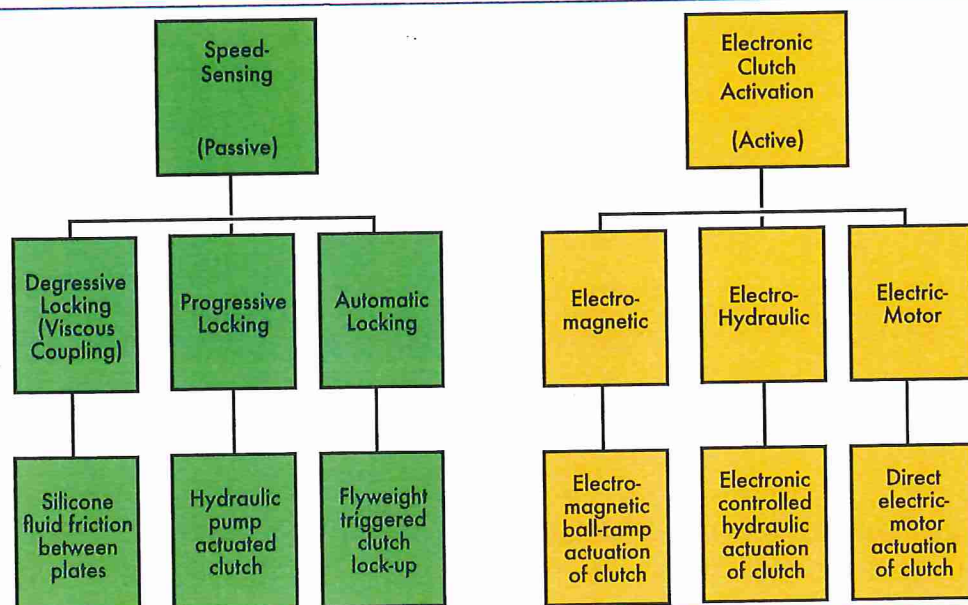 Speed-
Sensing
(Passive)
Electronic
Clutch
Activation
(Active)
Degressive
Locking
(Viscous
Coupling)
Progressive
Locking
Automatic
Locking
Electro-
magnetic
Electro-
Hydraulic
Electric-
Motor
Silicone
fluid friction
between
plates
Hydraulic
pump
actuated
clutch
Flyweight
triggered
clutch
lock-up
Electro-
magnetic
ball-ramp
actuation
of clutch
Electronic
controlled
hydraulic
actuation
of clutch
Direct
electric-
motor
actuation
of clutch